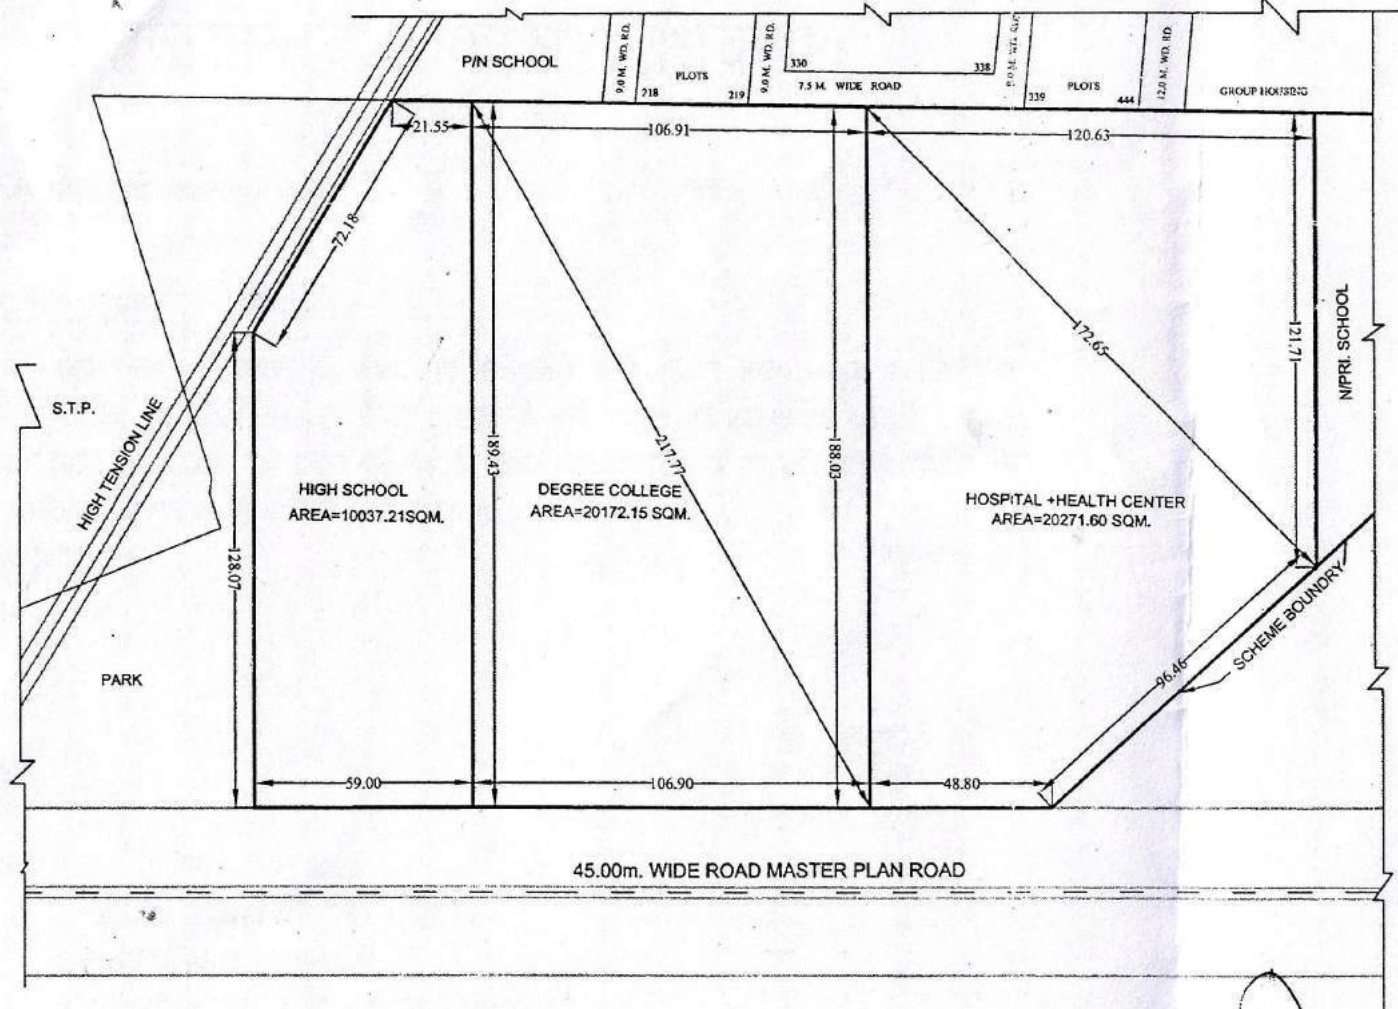 P/N SCHOOL
9.0 M. WD. RD.
218
PLOTS
219
9.0 M. WD. RD.
330
338
7.5 M. WIDE ROAD
339
PLOTS
444
12.0 M. WD. RD.
GROUP HOUSING
21.55
106.91
120.63
72.18
172.65
121.71
N/PRI. SCHOOL
S.T.P.
HIGH TENSION LINE
189.43
217.77
188.03
HIGH SCHOOL
AREA=10037.21SQM.
DEGREE COLLEGE
AREA=20172.15 SQM.
HOSPITAL +HEALTH CENTER
AREA=20271.60 SQM.
128.07
SCHEME BOUNDRY
96.46
PARK
59.00
106.90
48.80
45.00m. WIDE ROAD MASTER PLAN ROAD